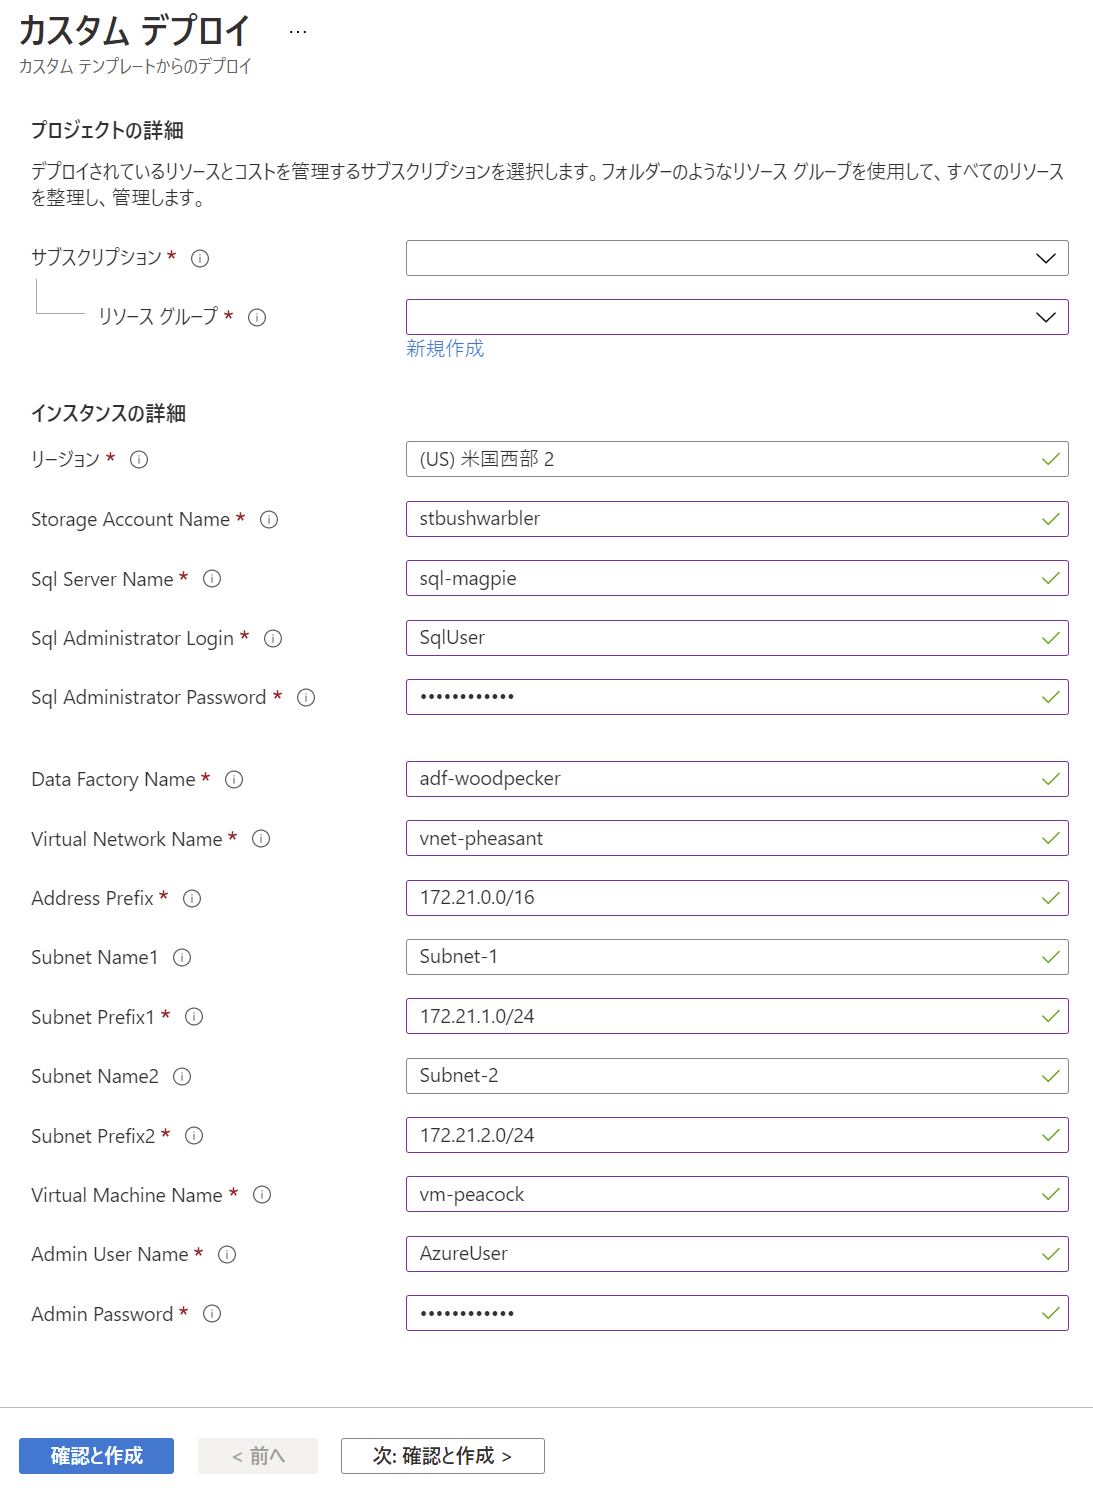 カスタム デプロイ ...
カスタム テンプレートからのデプロイ
プロジェクトの詳細
デプロイされているリソースとコストを管理するサブスクリプションを選択します。フォルダーのようなリソース グループを使用して、すべてのリソース
を整理し、管理します。
サブスクリプション *
リソース グループ *
新規作成
インスタンスの詳細
リージョン * (US) 米国西部 2
Storage Account Name * stbushwarbler
Sql Server Name * sql-magpie
Sql Administrator Login * SqlUser
Sql Administrator Password * ••••••••••••
Data Factory Name * adf-woodpecker
Virtual Network Name * vnet-pheasant
Address Prefix * 172.21.0.0/16
Subnet Name1 Subnet-1
Subnet Prefix1 * 172.21.1.0/24
Subnet Name2 Subnet-2
Subnet Prefix2 * 172.21.2.0/24
Virtual Machine Name * vm-peacock
Admin User Name * AzureUser
Admin Password * ••••••••••••
確認と作成 < 前へ 次: 確認と作成 >